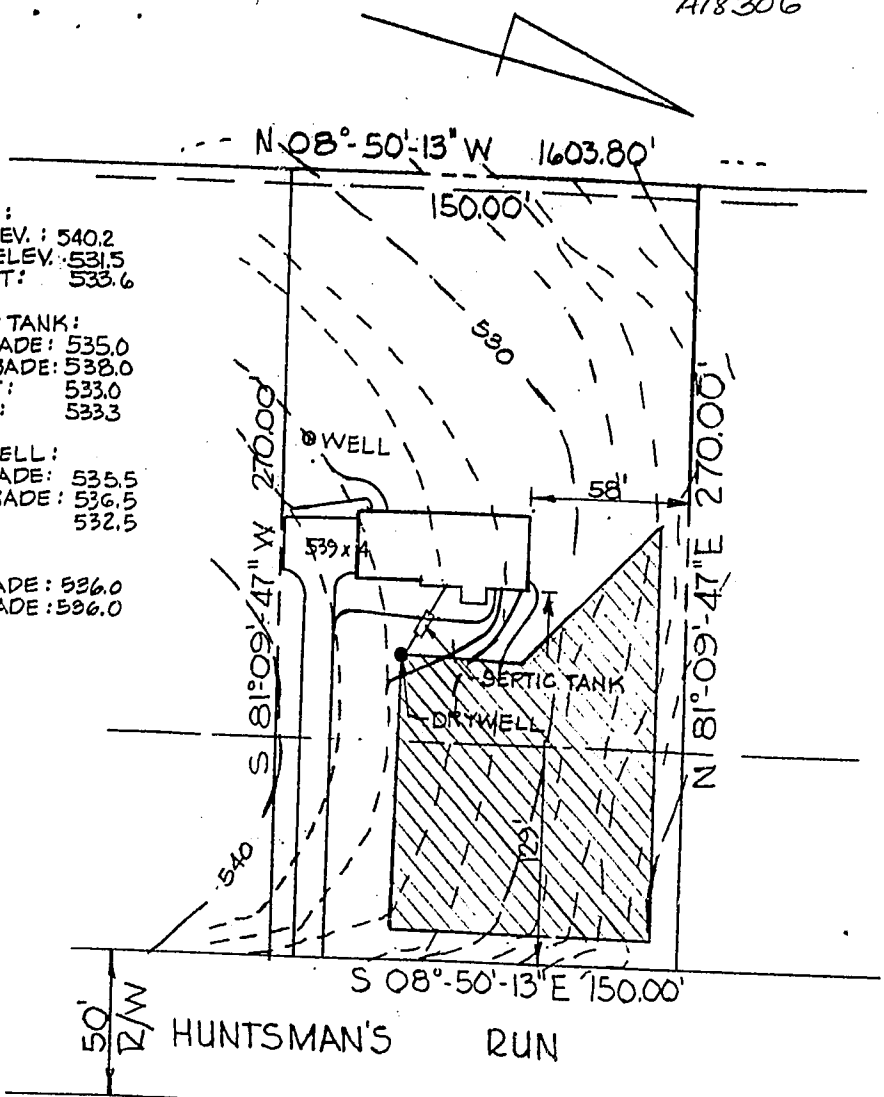 A18306
N 08°-50'-13" W 1603.80'
150.00'
:
EV. : 540.2
ELEV. 531.5
T: 533.6
TANK:
ADE: 535.0
ADE: 538.0
: 533.0
: 533.3
ELL:
ADE: 535.5
ADE: 536.5
532.5
ADE: 536.0
ADE: 536.0
530
WELL
58'
539 x 4
S 81°-09'-47" W 270.00'
N 81°-09'-47" E 270.00'
SEPTIC TANK
DRYWELL
129'
540
S 08°-50'-13" E 150.00'
50' R/W
HUNTSMAN'S RUN